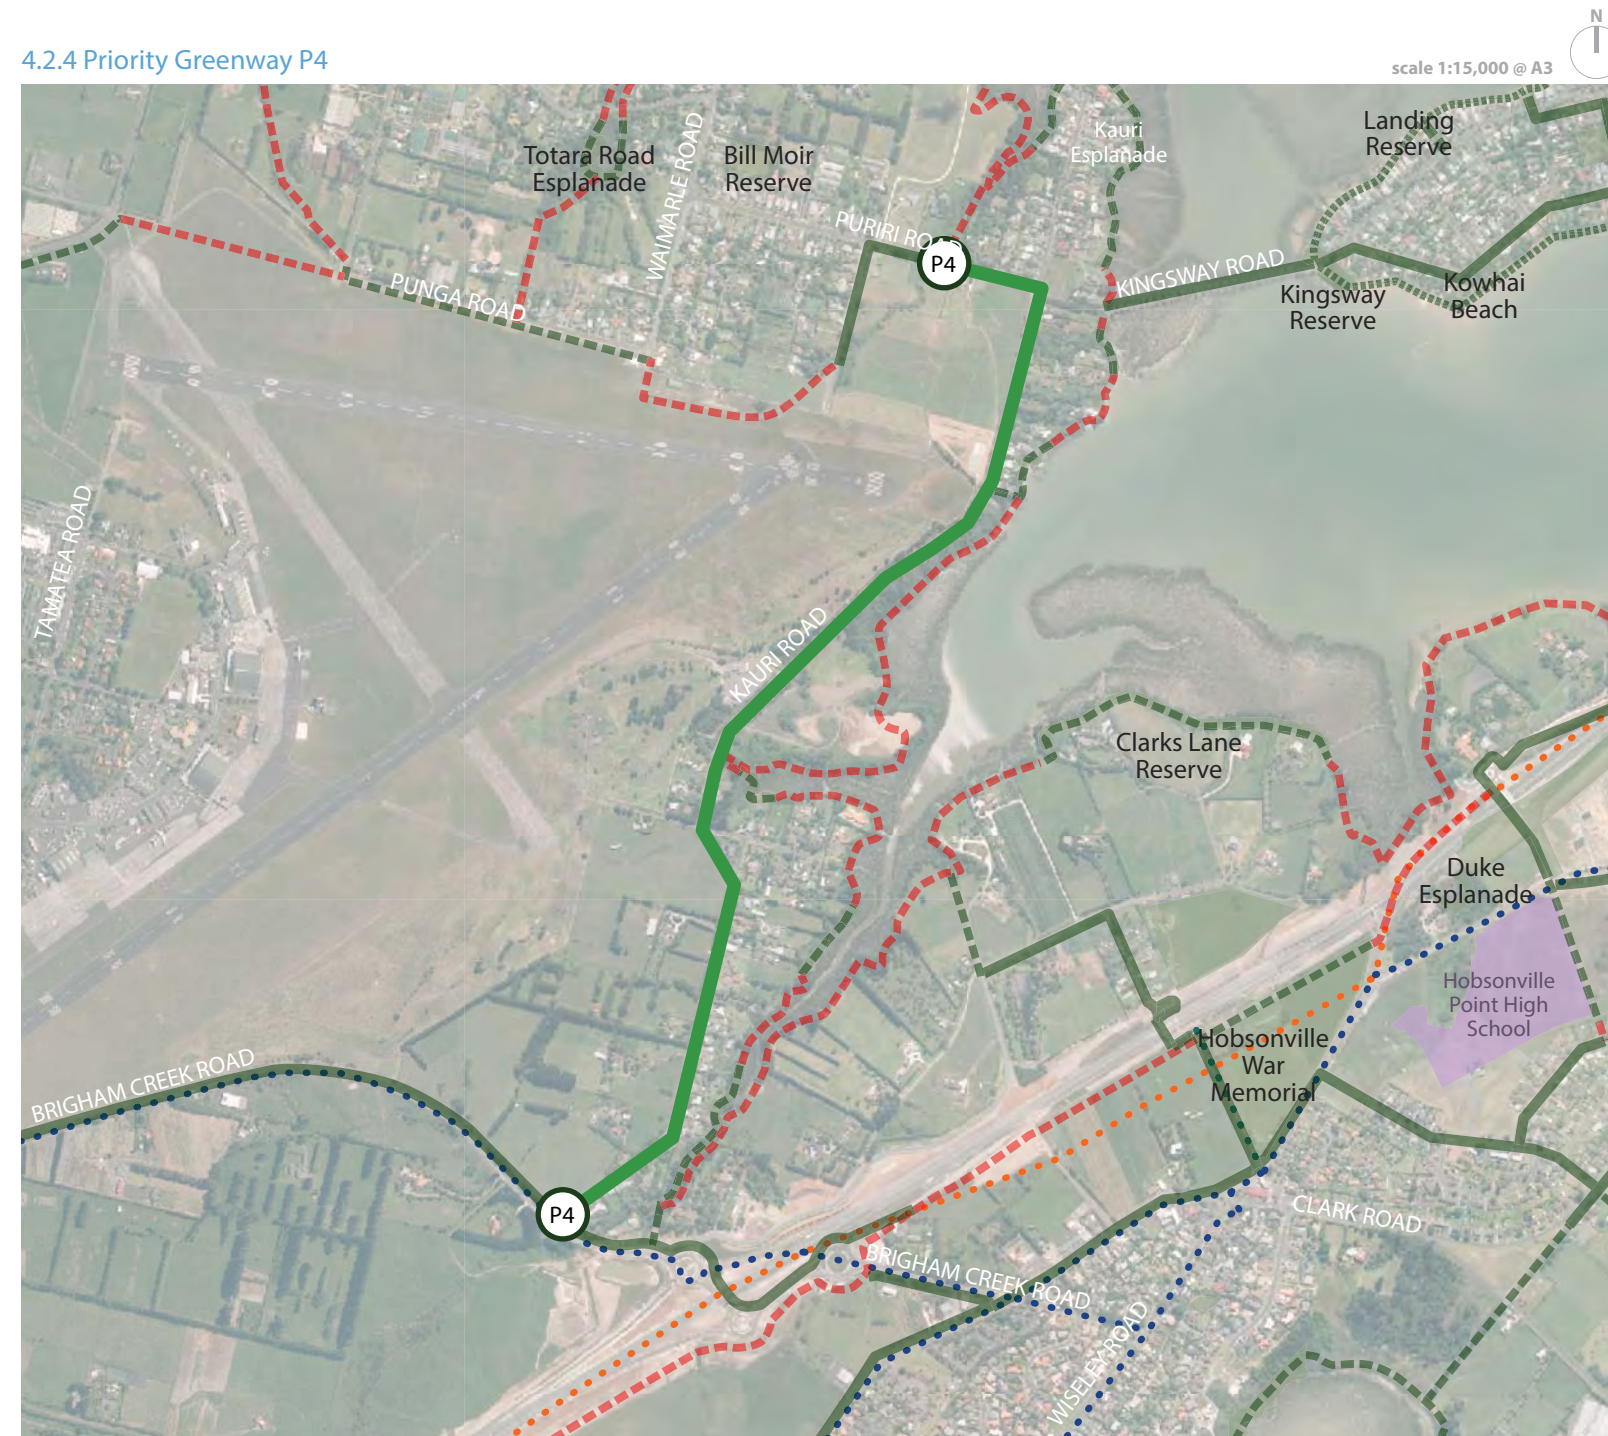 N
4.2.4 Priority Greenway P4
scale 1:15,000 @ A3
Landing
Reserve
Kauri
Esplanade
Totara Road
Esplanade
WAIMARLE ROAD
Bill Moir
Reserve
PURIRI ROAD
P4
KINGSWAY ROAD
Kingsway
Reserve
Kowhai
Beach
PUNGA ROAD
TAMATEA ROAD
KAURI ROAD
Clarks Lane
Reserve
Duke
Esplanade
Hobsonville
Point High
School
Hobsonville
War
Memorial
BRIGHAM CREEK ROAD
P4
CLARK ROAD
BRIGHAM CREEK ROAD
WISELEY ROAD